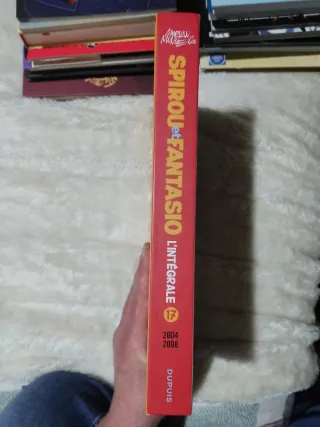 SPIROU et FANTASIO
L'INTÉGRALE 17
2004
2008
DUPUIS